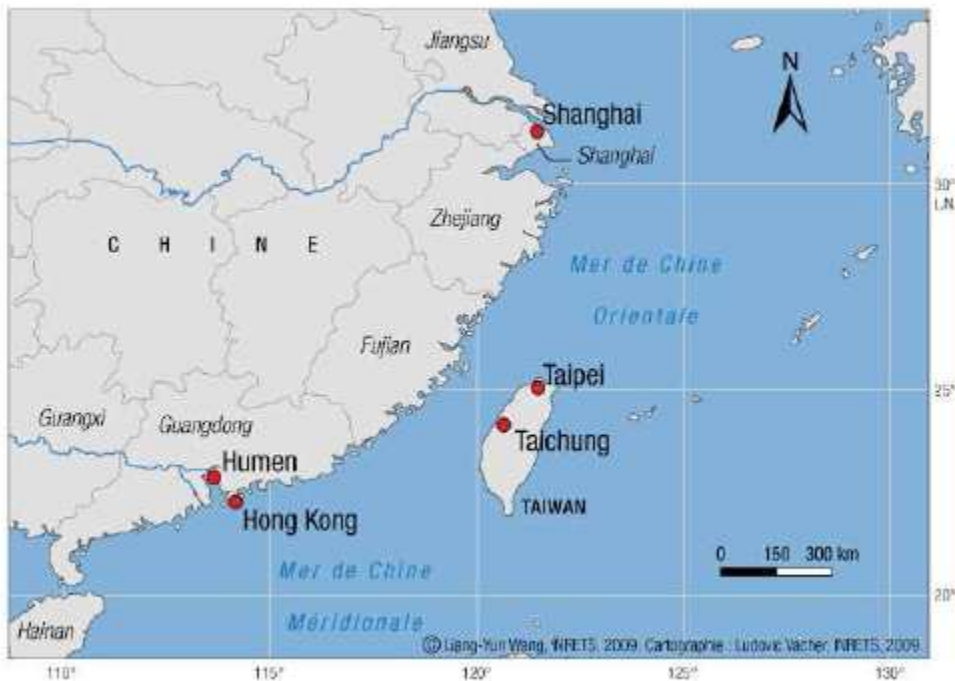 Jiangsu
N
Shanghai
Shanghai
30°
L.N.
Zhejiang
C H I N E
Mer de Chine
Orientale
Fujian
Taipei
25°
Guangxi
Guangdong
Taichung
Humen
Hong Kong
TAIWAN
0 150 300 km
Mer de Chine
Méridionale
20°
Hainan
© Liang-Yun Wang, INRETS, 2009. Cartographie : Ludovic Vacher, INRETS, 2009.
110° 115° 120° 125° 130°